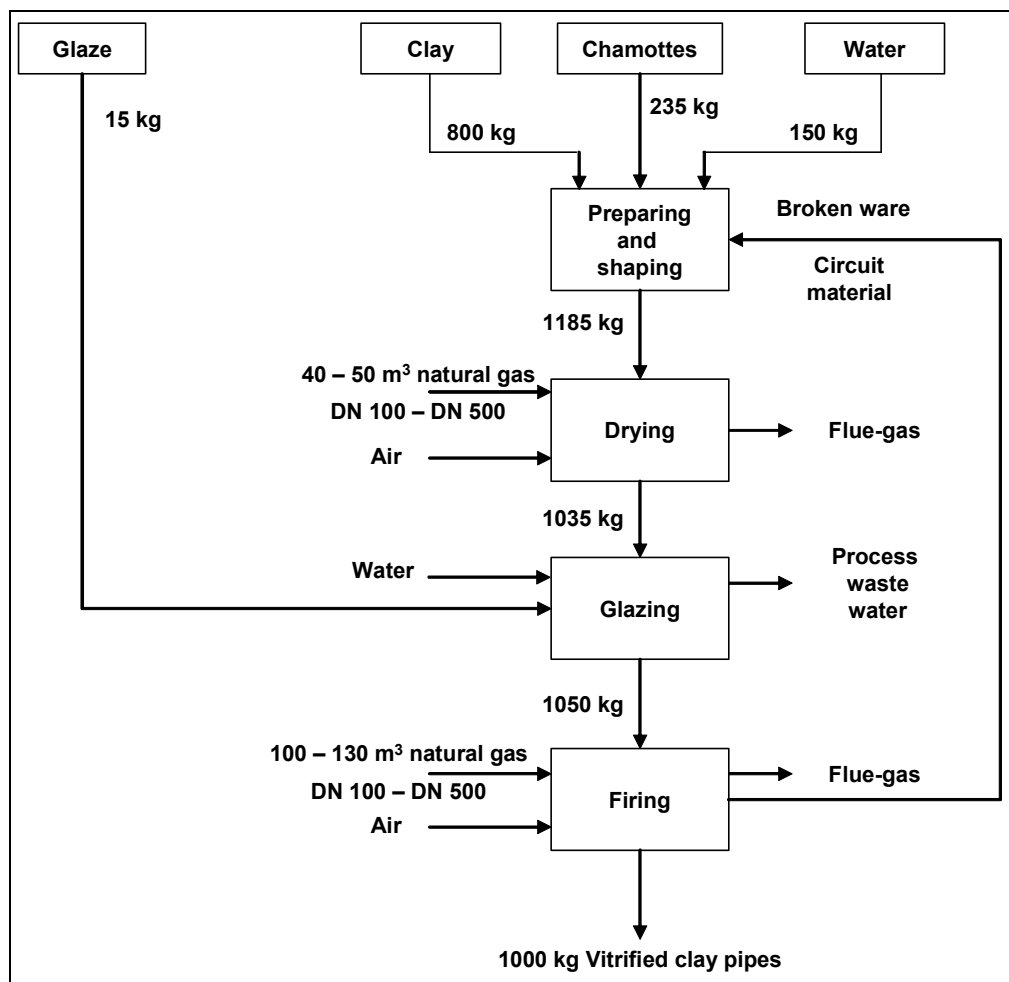 Glaze
Clay
Chamottes
Water
15 kg
800 kg
235 kg
150 kg
Preparing
and
shaping
Broken ware
Circuit
material
1185 kg
40 – 50 m³ natural gas
DN 100 – DN 500
Air
Drying
Flue-gas
1035 kg
Water
Glazing
Process
waste
water
1050 kg
100 – 130 m³ natural gas
DN 100 – DN 500
Air
Firing
Flue-gas
1000 kg Vitrified clay pipes